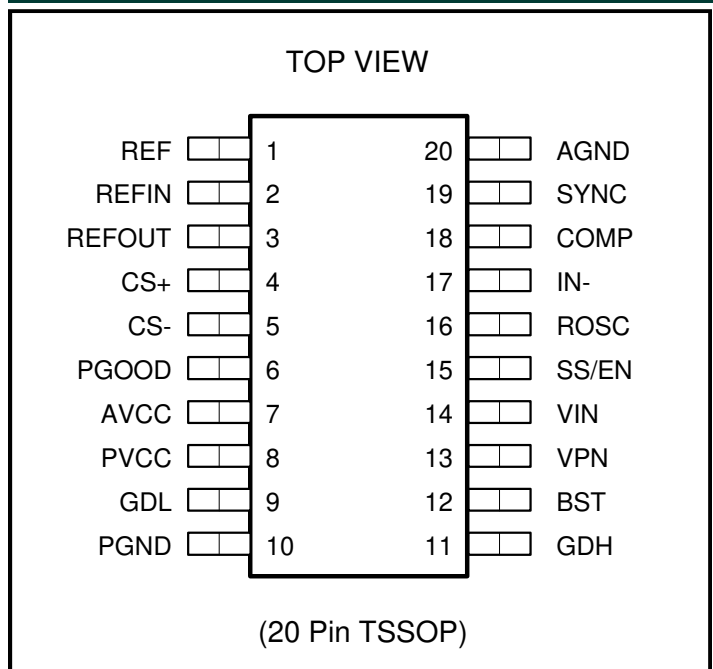 TOP VIEW
REF 1 20 AGND
REFIN 2 19 SYNC
REFOUT 3 18 COMP
CS+ 4 17 IN-
CS- 5 16 ROSC
PGOOD 6 15 SS/EN
AVCC 7 14 VIN
PVCC 8 13 VPN
GDL 9 12 BST
PGND 10 11 GDH
(20 Pin TSSOP)